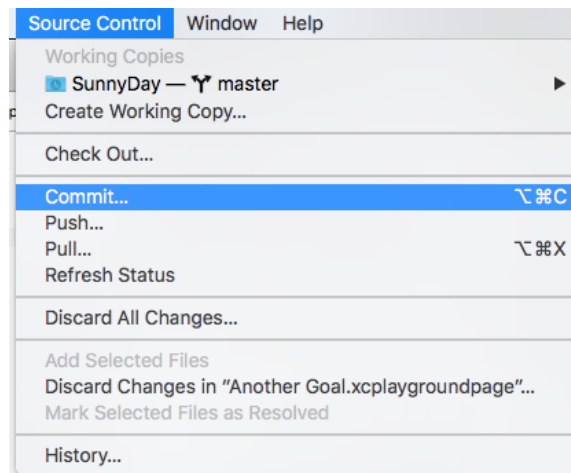 Source Control Window Help
Working Copies
SunnyDay — master
Create Working Copy...
Check Out...
Commit... ⌥⌘C
Push...
Pull... ⌥⌘X
Refresh Status
Discard All Changes...
Add Selected Files
Discard Changes in “Another Goal.xcplaygroundpage”...
Mark Selected Files as Resolved
History...